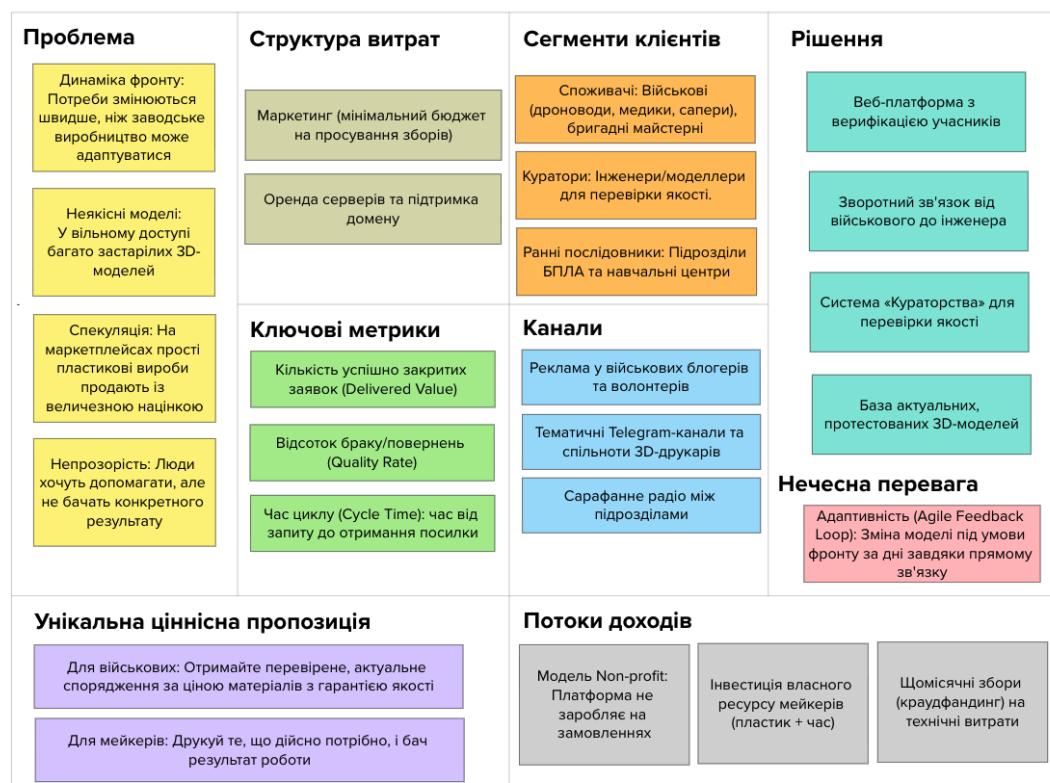 Проблема
Динаміка фронту:
Потреби змінюються
швидше, ніж заводське
виробництво може
адаптуватися
Неякісні моделі:
У вільному доступі
багато застарілих 3D-
моделей
Спекуляція: На
маркетплейсах прості
пластикові вироби
продають із
величезною націнкою
Непрозорість: Люди
хочуть допомагати, але
не бачать конкретного
результату
Структура витрат
Маркетинг (мінімальний бюджет
на просування зборів)
Оренда серверів та підтримка
домену
Ключові метрики
Кількість успішно закритих
заявок (Delivered Value)
Відсоток браку/повернень
(Quality Rate)
Час циклу (Cycle Time): час від
запиту до отримання посилки
Сегменти клієнтів
Споживачі: Військові
(дроноводи, медики, сапери),
бригадні майстерні
Куратори: Інженери/моделлери
для перевірки якості.
Ранні послідовники: Підрозділи
БПЛА та навчальні центри
Канали
Реклама у військових блогерів
та волонтерів
Тематичні Telegram-канали та
спільноти 3D-друкарів
Сарафанне радіо між
підрозділами
Рішення
Веб-платформа з
верифікацією учасників
Зворотний зв'язок від
військового до інженера
Система «Кураторства» для
перевірки якості
База актуальних,
протестованих 3D-моделей
Нечесна перевага
Адаптивність (Agile Feedback
Loop): Зміна моделі під умови
фронту за дні завдяки прямому
зв'язку
Унікальна ціннісна пропозиція
Для військових: Отримайте перевірене, актуальне
спорядження за ціною матеріалів з гарантією якості
Для мейкерів: Друкуй те, що дійсно потрібно, і бач
результат роботи
Потоки доходів
Модель Non-profit:
Платформа не
заробляє на
замовленнях
Інвестиція власного
ресурсу мейкерів
(пластик + час)
Щомісячні збори
(краудфандинг) на
технічні витрати